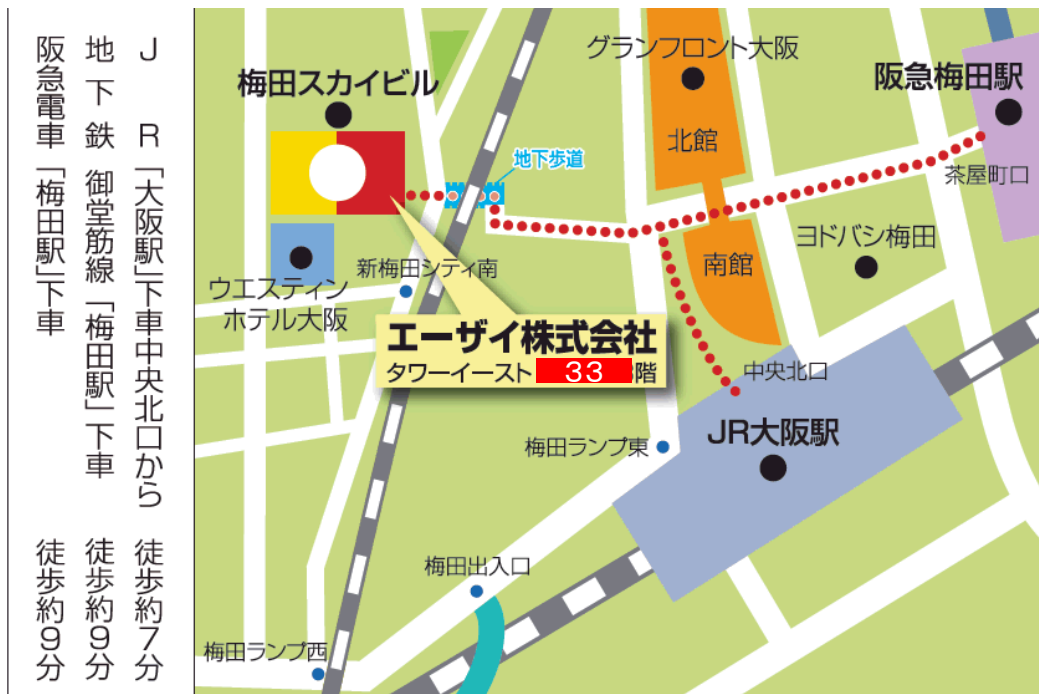 JR「大阪駅」下車中央北口から 徒歩約7分
地下鉄 御堂筋線「梅田駅」下車 徒歩約9分
阪急電車「梅田駅」下車 徒歩約9分
グランフロント大阪
阪急梅田駅
梅田スカイビル
北館
地下歩道
茶屋町口
ヨドバシ梅田
南館
新梅田シティ南
ウエスティン
ホテル大阪
エーザイ株式会社
タワーイースト 33 階
中央北口
JR大阪駅
梅田ランプ東
梅田出入口
梅田ランプ西